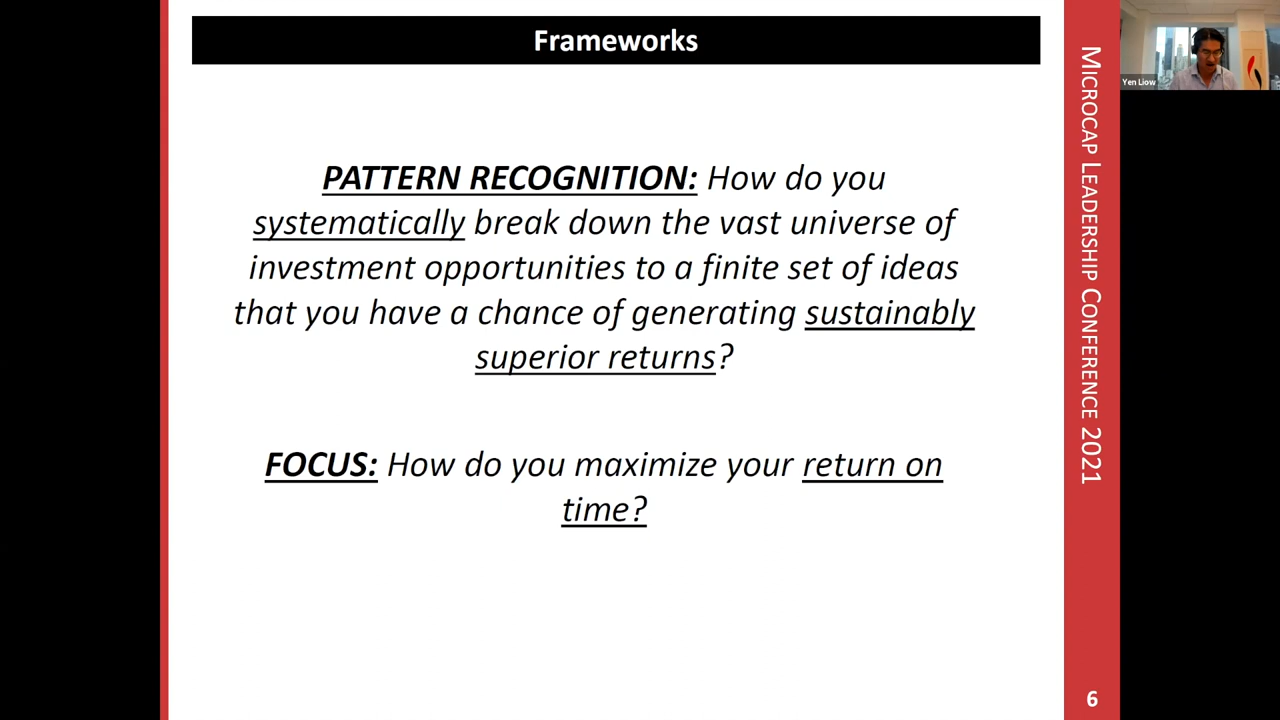 Frameworks
PATTERN RECOGNITION: How do you
systematically break down the vast universe of
investment opportunities to a finite set of ideas
that you have a chance of generating sustainably
superior returns?
FOCUS: How do you maximize your return on
time?
MICROCAP LEADERSHIP CONFERENCE 2021
6
Yen Liow